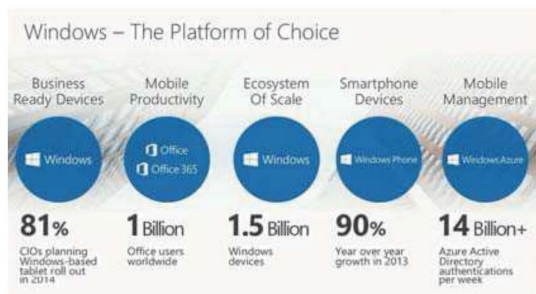 Windows – The Platform of Choice
Business
Ready Devices
Mobile
Productivity
Ecosystem
Of Scale
Smartphone
Devices
Mobile
Management
Windows
Office
Office 365
Windows
Windows Phone
Windows Azure
81%
CIOs planning
Windows-based
tablet roll out
in 2014
1 Billion
Office users
worldwide
1.5 Billion
Windows
devices
90%
Year over year
growth in 2013
14 Billion+
Azure Active
Directory
authentications
per week